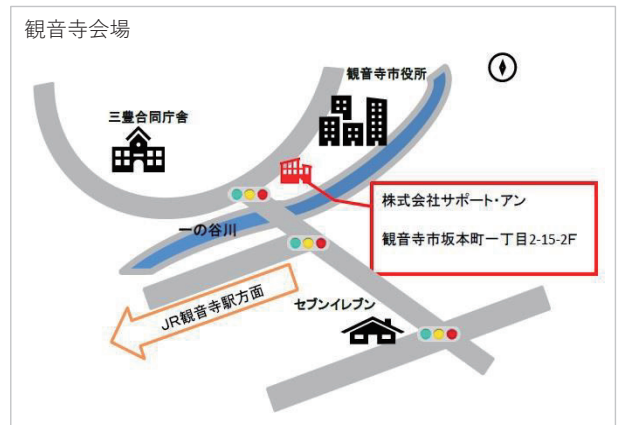 観音寺会場
観音寺市役所
三豊合同庁舎
株式会社サポート・アン
観音寺市坂本町一丁目2-15-2F
一の谷川
JR観音寺駅方面
セブンイレブン